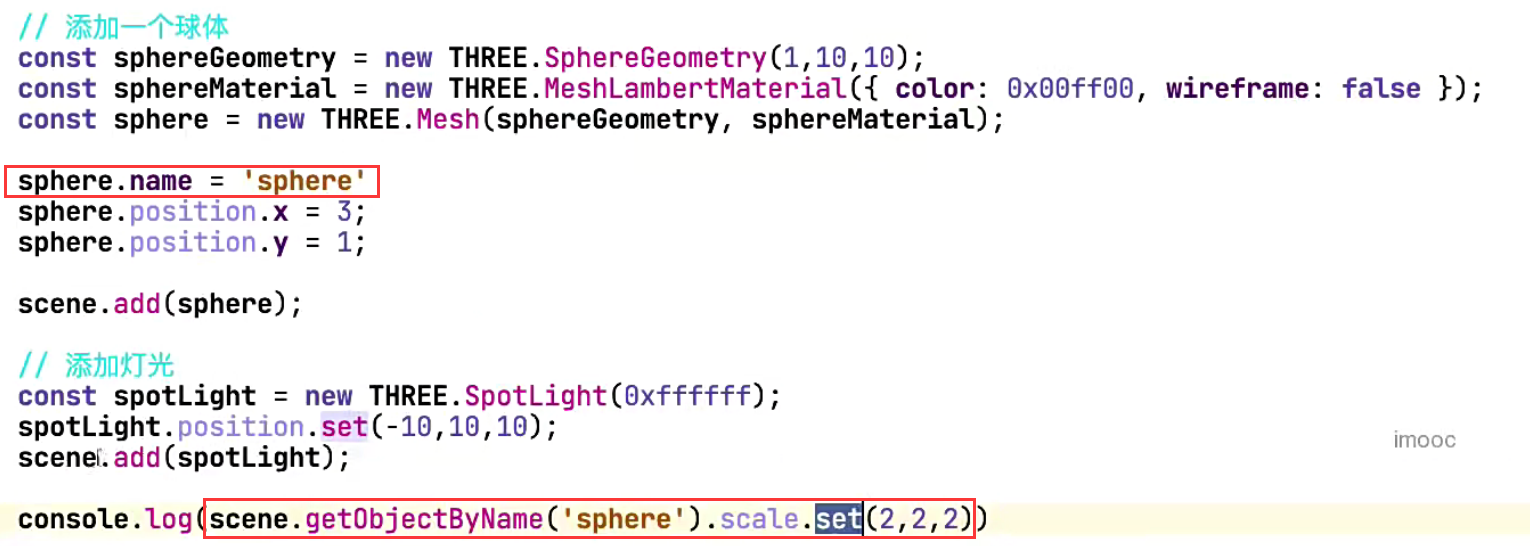 // 添加一个球体
const sphereGeometry = new THREE.SphereGeometry(1,10,10);
const sphereMaterial = new THREE.MeshLambertMaterial({ color: 0x00ff00, wireframe: false });
const sphere = new THREE.Mesh(sphereGeometry, sphereMaterial);
sphere.name = 'sphere'
sphere.position.x = 3;
sphere.position.y = 1;
scene.add(sphere);
// 添加灯光
const spotLight = new THREE.SpotLight(0xffffff);
spotLight.position.set(-10,10,10);
imooc
scene.add(spotLight);
console.log(scene.getObjectByName('sphere').scale.set(2,2,2))